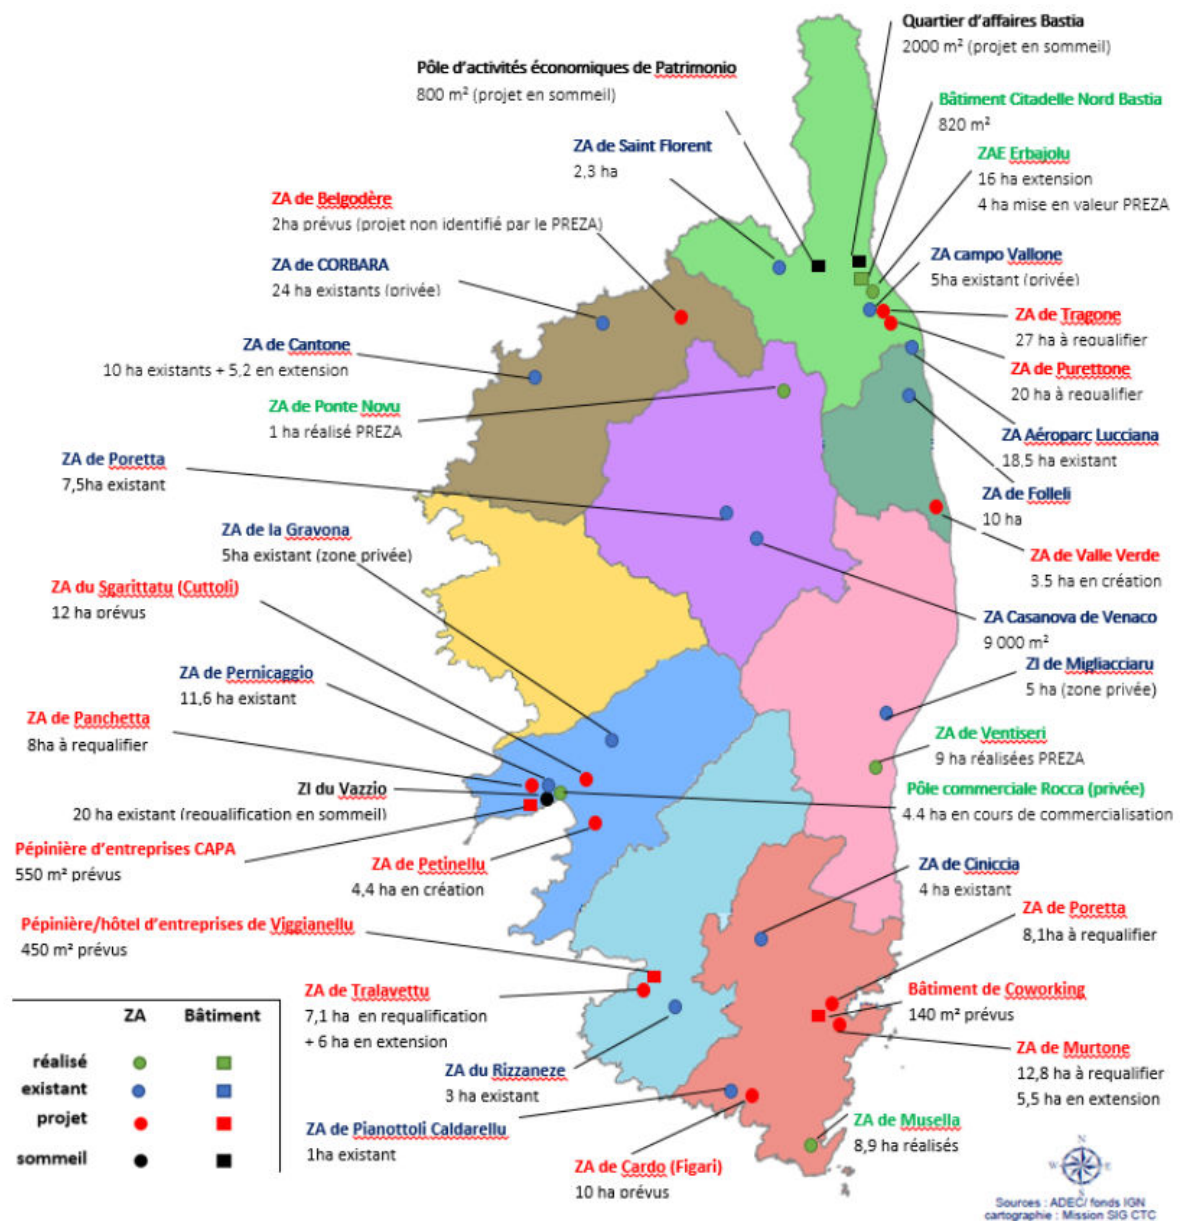 Quartier d'affaires Bastia
2000 m² (projet en sommeil)
Pôle d'activités économiques de Patrimonio
800 m² (projet en sommeil)
Bâtiment Citadelle Nord Bastia
820 m²
ZA de Saint Florent
2,3 ha
ZAE Erbajolu
16 ha extension
4 ha mise en valeur PREZA
ZA de Belgodère
2ha prévus (projet non identifié par le PREZA)
ZA campo Vallone
5ha existant (privée)
ZA de CORBARA
24 ha existants (privée)
ZA de Tragone
27 ha à requalifier
ZA de Cantone
10 ha existants + 5,2 en extension
ZA de Purettone
20 ha à requalifier
ZA de Ponte Novu
1 ha réalisé PREZA
ZA Aéroparc Lucciana
18,5 ha existant
ZA de Poretta
7,5ha existant
ZA de Folleli
10 ha
ZA de la Gravona
5ha existant (zone privée)
ZA de Valle Verde
3.5 ha en création
ZA du Sgarittatu (Cuttoli)
12 ha prévus
ZA Casanova de Venaco
9 000 m²
ZA de Pernicaggio
11,6 ha existant
ZI de Migliacciaru
5 ha (zone privée)
ZA de Panchetta
8ha à requalifier
ZA de Ventiseri
9 ha réalisées PREZA
ZI du Vazzio
20 ha existant (requalification en sommeil)
Pôle commerciale Rocca (privée)
4.4 ha en cours de commercialisation
Pépinière d'entreprises CAPA
550 m² prévus
ZA de Petinellu
4,4 ha en création
ZA de Ciniccia
4 ha existant
Pépinière/hôtel d'entreprises de Viggianellu
450 m² prévus
ZA de Poretta
8,1ha à requalifier
ZA de Tralavettu
7,1 ha en requalification
+ 6 ha en extension
Bâtiment de Coworking
140 m² prévus
ZA de Murtone
12,8 ha à requalifier
5,5 ha en extension
ZA du Rizzaneze
3 ha existant
ZA de Pianottoli Caldarellu
1ha existant
ZA de Musella
8,9 ha réalisés
ZA de Cardo (Figari)
10 ha prévus
ZA Bâtiment
réalisé
existant
projet
sommeil
N
W E
S
Sources : ADEC/ fonds IGN
cartographie : Mission SIG CTC